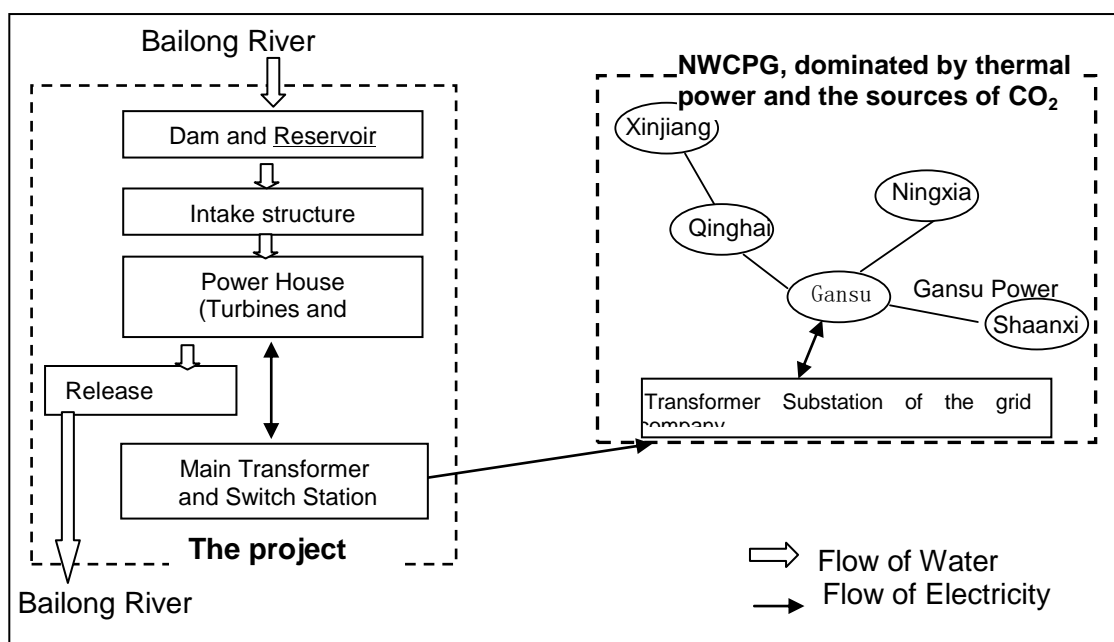 Bailong River
Dam and Reservoir
Intake structure
Power House
(Turbines and
Release
Main Transformer
and Switch Station
The project
Bailong River
NWCPG, dominated by thermal
power and the sources of CO₂
Xinjiang
Ningxia
Qinghai
Gansu
Gansu Power
Shaanxi
Transformer Substation of the grid
company
Flow of Water
Flow of Electricity